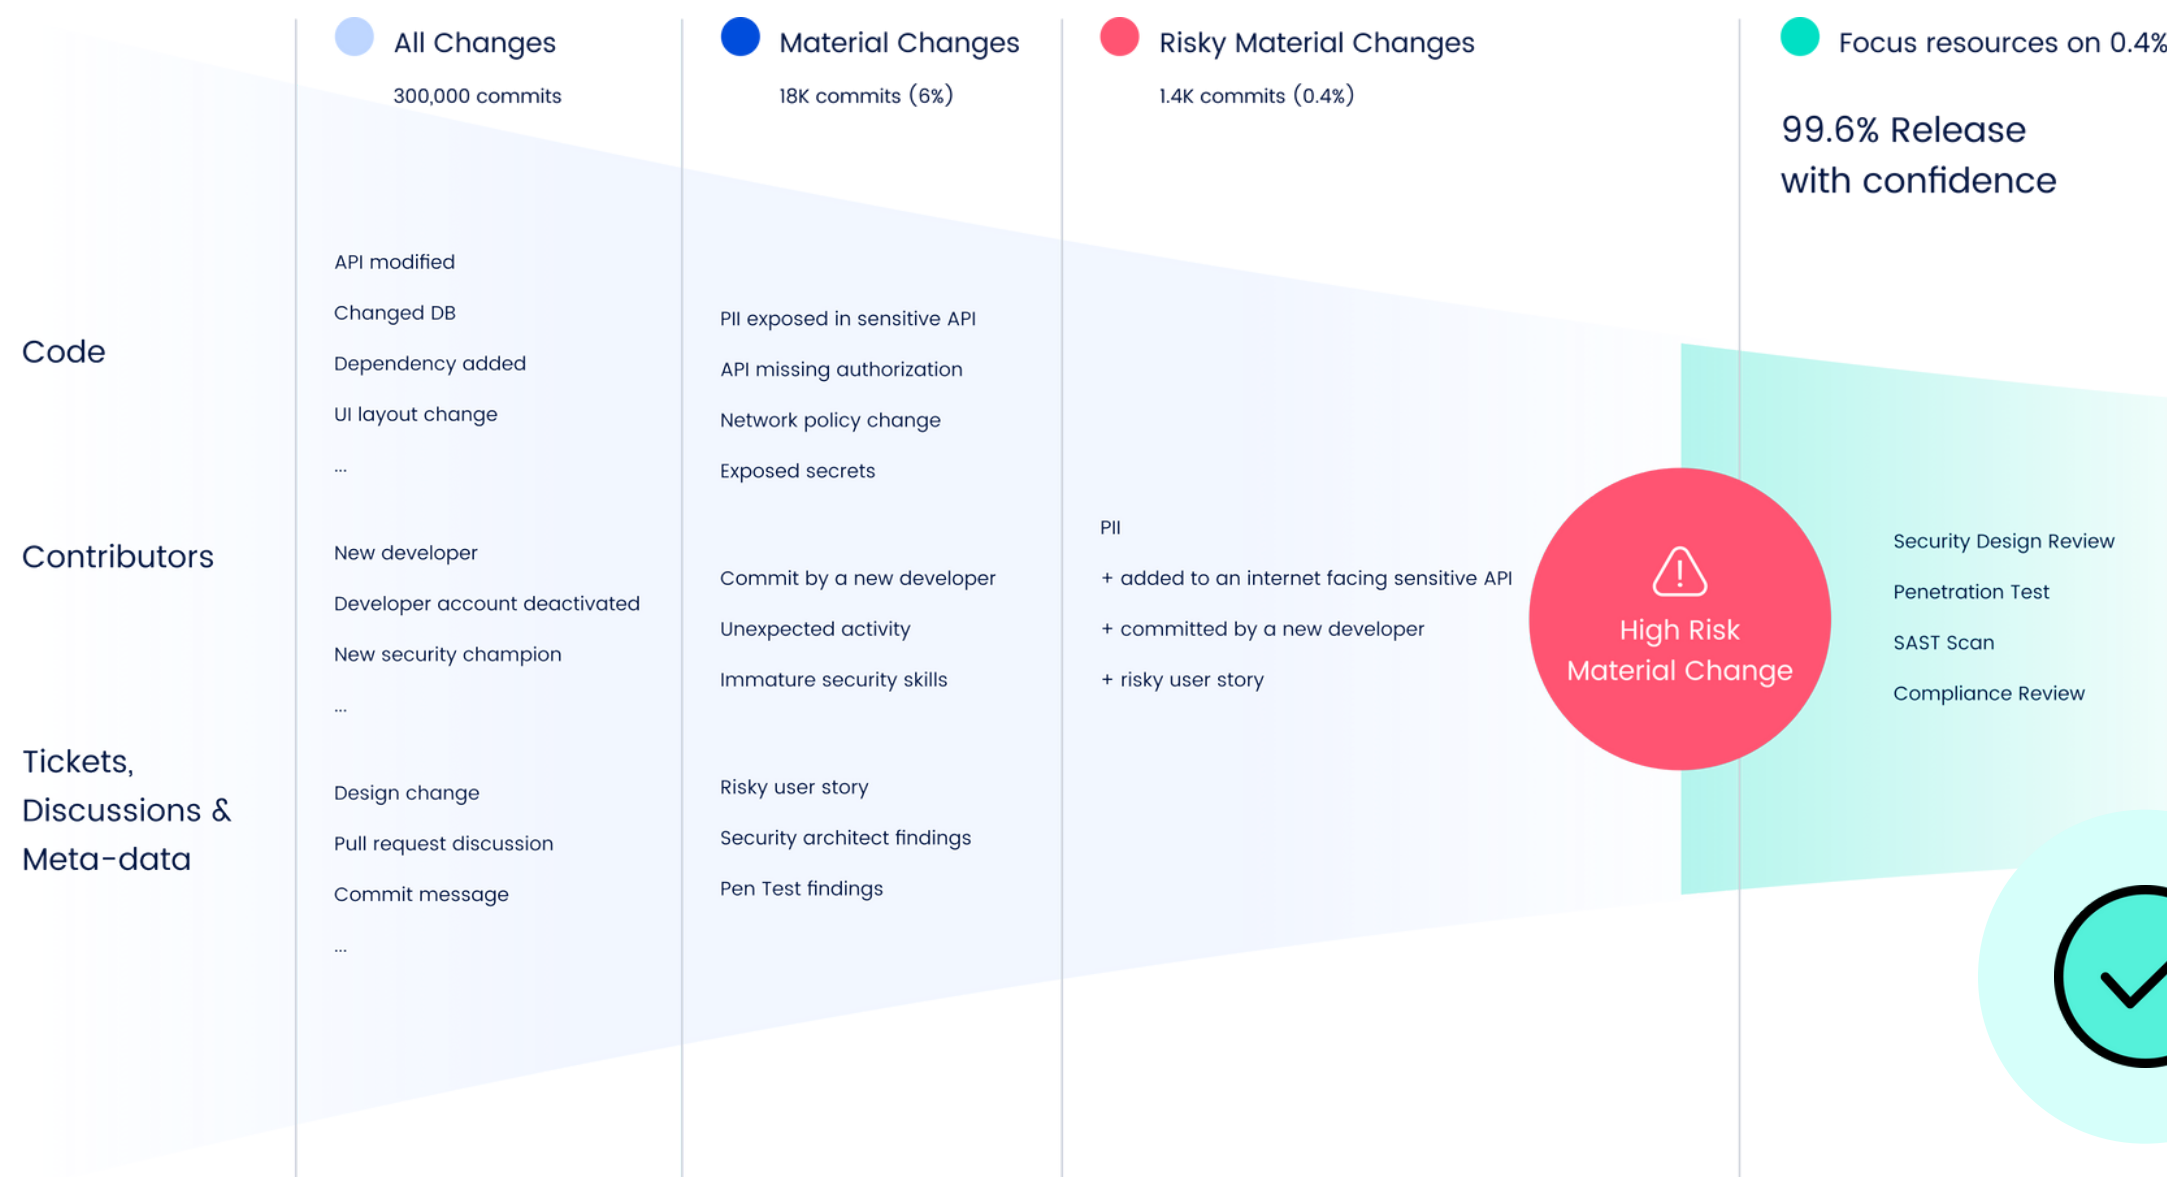 All Changes
300,000 commits
Material Changes
18K commits (6%)
Risky Material Changes
1.4K commits (0.4%)
Focus resources on 0.4%
99.6% Release
with confidence
Code
API modified
Changed DB
Dependency added
UI layout change
...
PII exposed in sensitive API
API missing authorization
Network policy change
Exposed secrets
Contributors
New developer
Developer account deactivated
New security champion
...
Commit by a new developer
Unexpected activity
Immature security skills
PII
+ added to an internet facing sensitive API
+ committed by a new developer
+ risky user story
High Risk
Material Change
Security Design Review
Penetration Test
SAST Scan
Compliance Review
Tickets,
Discussions &
Meta-data
Design change
Pull request discussion
Commit message
...
Risky user story
Security architect findings
Pen Test findings